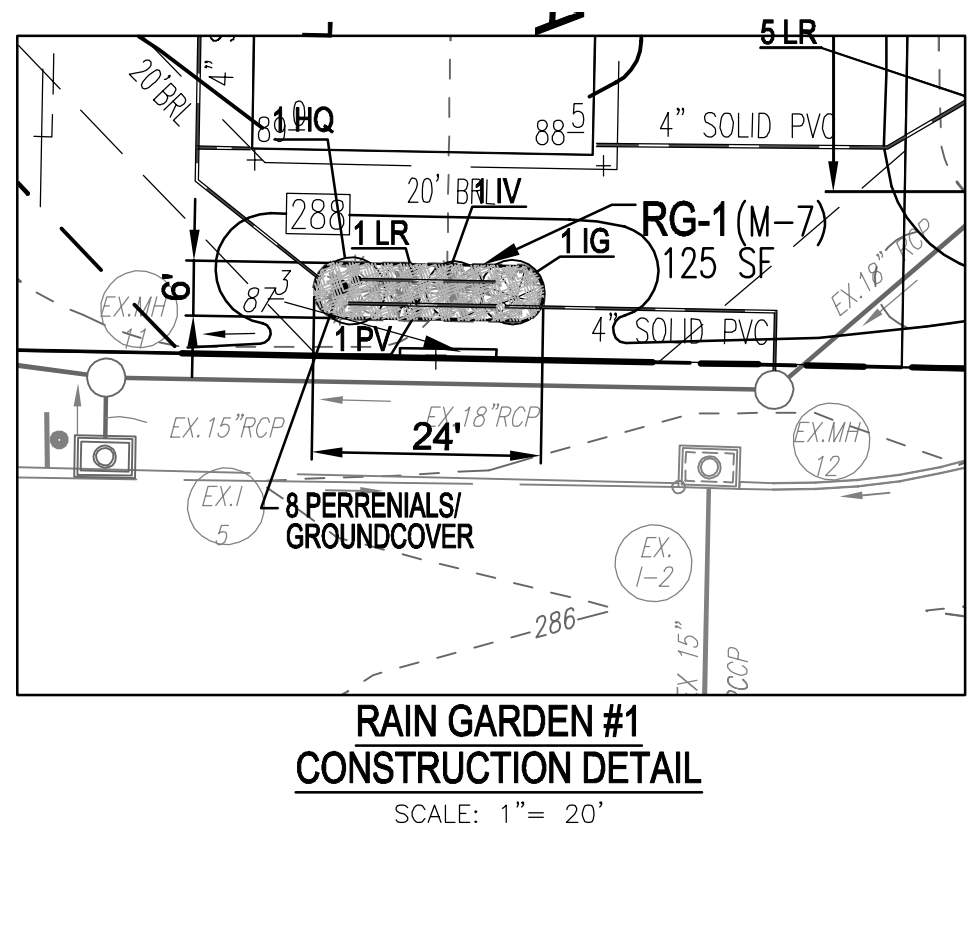 5 LR
4" S
20' BRL
1 HQ
88 5
4" SOLID PVC
20' BRL
1 IV
288
RG-1 (M-7)
125 SF
1 LR
1 IG
EX.18" RCP
6'
87 3
EX.MH
11
1 PV
4" SOLID PVC
EX.15"RCP
EX.18"RCP
24'
EX.MH
12
EX.I
5
8 PERRENIALS/
GROUNDCOVER
EX.
I-2
286
EX 15"
RCCP
RAIN GARDEN #1
CONSTRUCTION DETAIL
SCALE: 1"= 20'